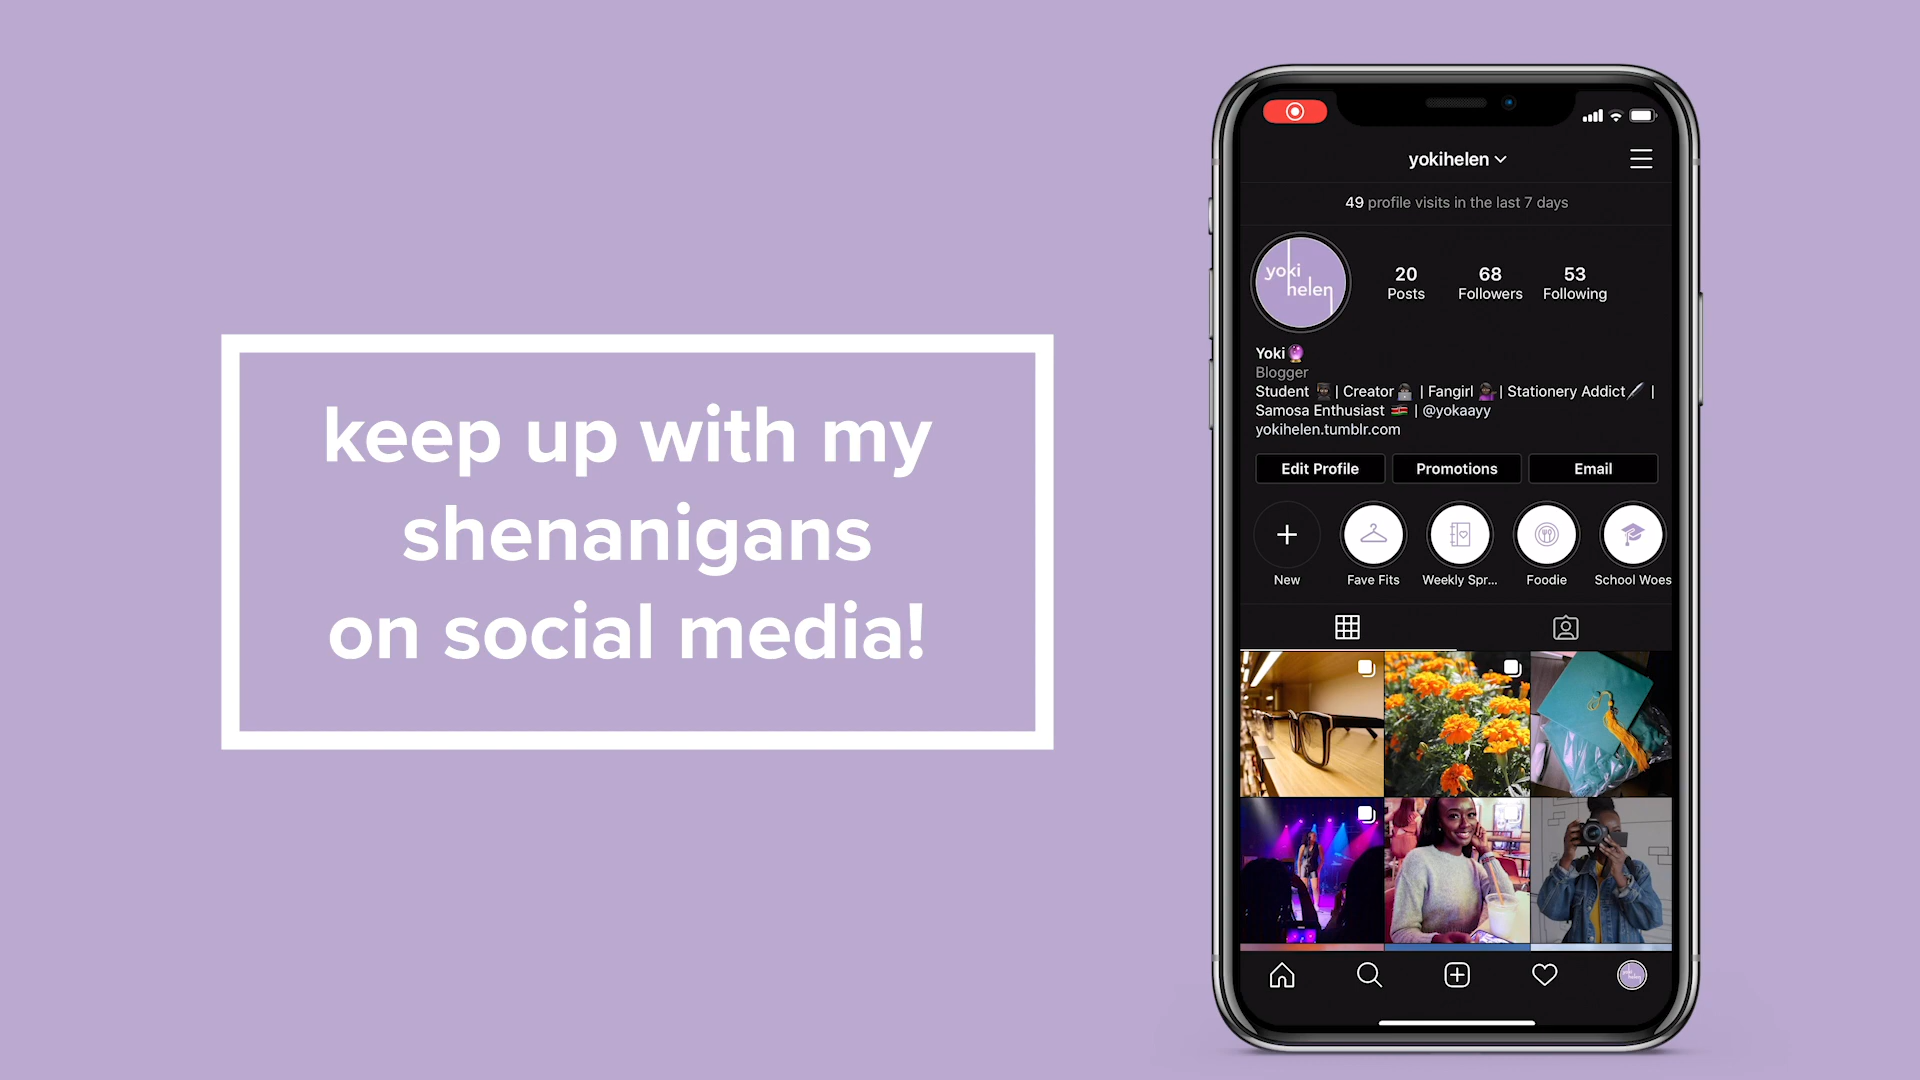 keep up with my
shenanigans
on social media!
yokihelen
49 profile visits in the last 7 days
yoki
helen
20
68
53
Posts
Followers
Following
Yoki🔮
Blogger
Student 👩🏿‍🎓 | Creator 👩🏿‍💻 | Fangirl 💁🏿‍♀️ | Stationery Addict 🖋 |
Samosa Enthusiast 🇰🇪 | @yokaayy
yokihelen.tumblr.com
Edit Profile
Promotions
Email
New
Fave Fits
Weekly Spr...
Foodie
School Woes